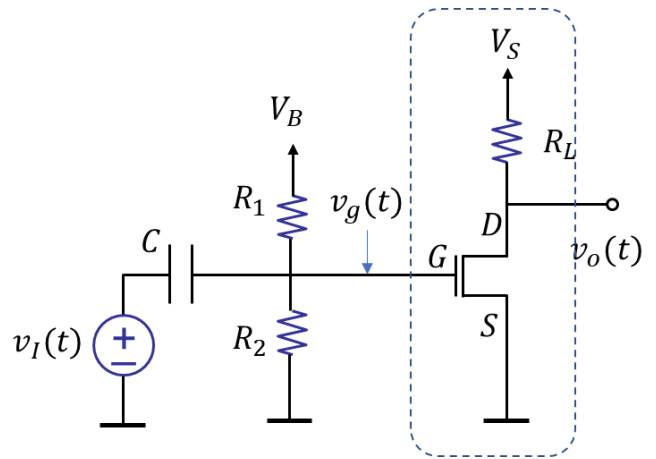 V_S
V_B
R_L
R_1
v_g(t)
C
D
G
v_o(t)
v_I(t)
R_2
S